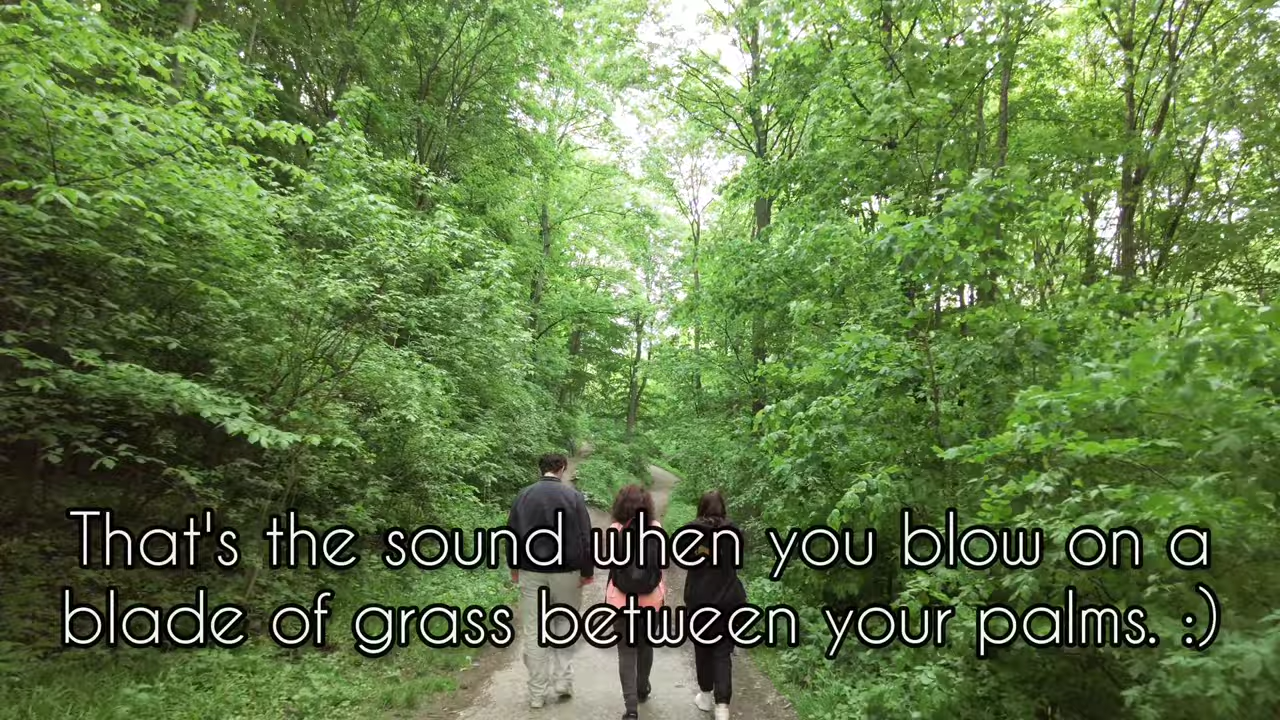 That's the sound when you blow on a
blade of grass between your palms. :)